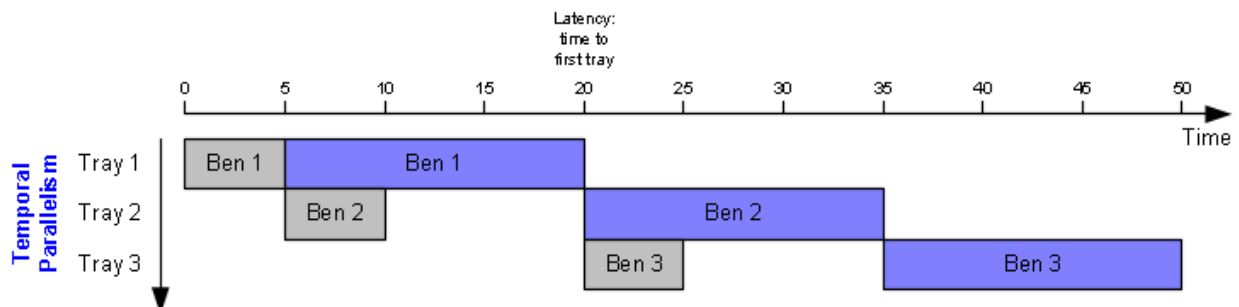 Latency:
time to
first tray
0 5 10 15 20 25 30 35 40 45 50
Time
Temporal
Parallelism
Tray 1 Ben 1 Ben 1
Tray 2 Ben 2 Ben 2
Tray 3 Ben 3 Ben 3